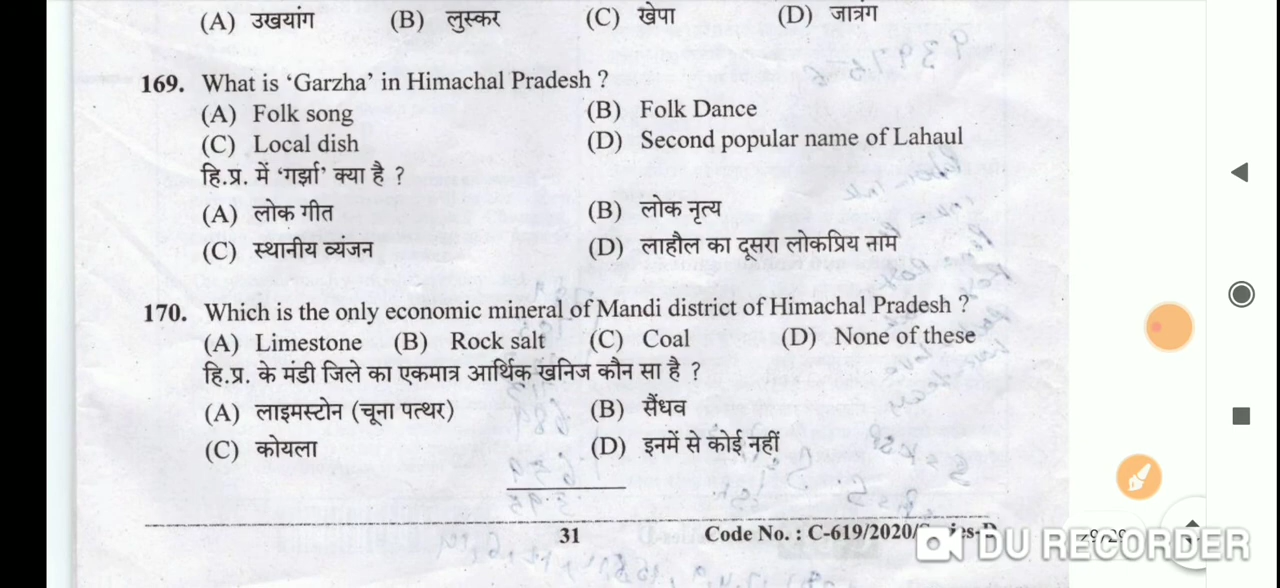 (A) उखयांग (B) लुस्कर (C) खेपा (D) जात्रंग
169. What is ‘Garzha’ in Himachal Pradesh ?
(A) Folk song (B) Folk Dance
(C) Local dish (D) Second popular name of Lahaul
हि.प्र. में ‘गर्झा’ क्या है ?
(A) लोक गीत (B) लोक नृत्य
(C) स्थानीय व्यंजन (D) लाहौल का दूसरा लोकप्रिय नाम
170. Which is the only economic mineral of Mandi district of Himachal Pradesh ?
(A) Limestone (B) Rock salt (C) Coal (D) None of these
हि.प्र. के मंडी जिले का एकमात्र आर्थिक खनिज कौन सा है ?
(A) लाइमस्टोन (चूना पत्थर) (B) सैंधव
(C) कोयला (D) इनमें से कोई नहीं
31 Code No. : C-619/2020/
DU RECORDER